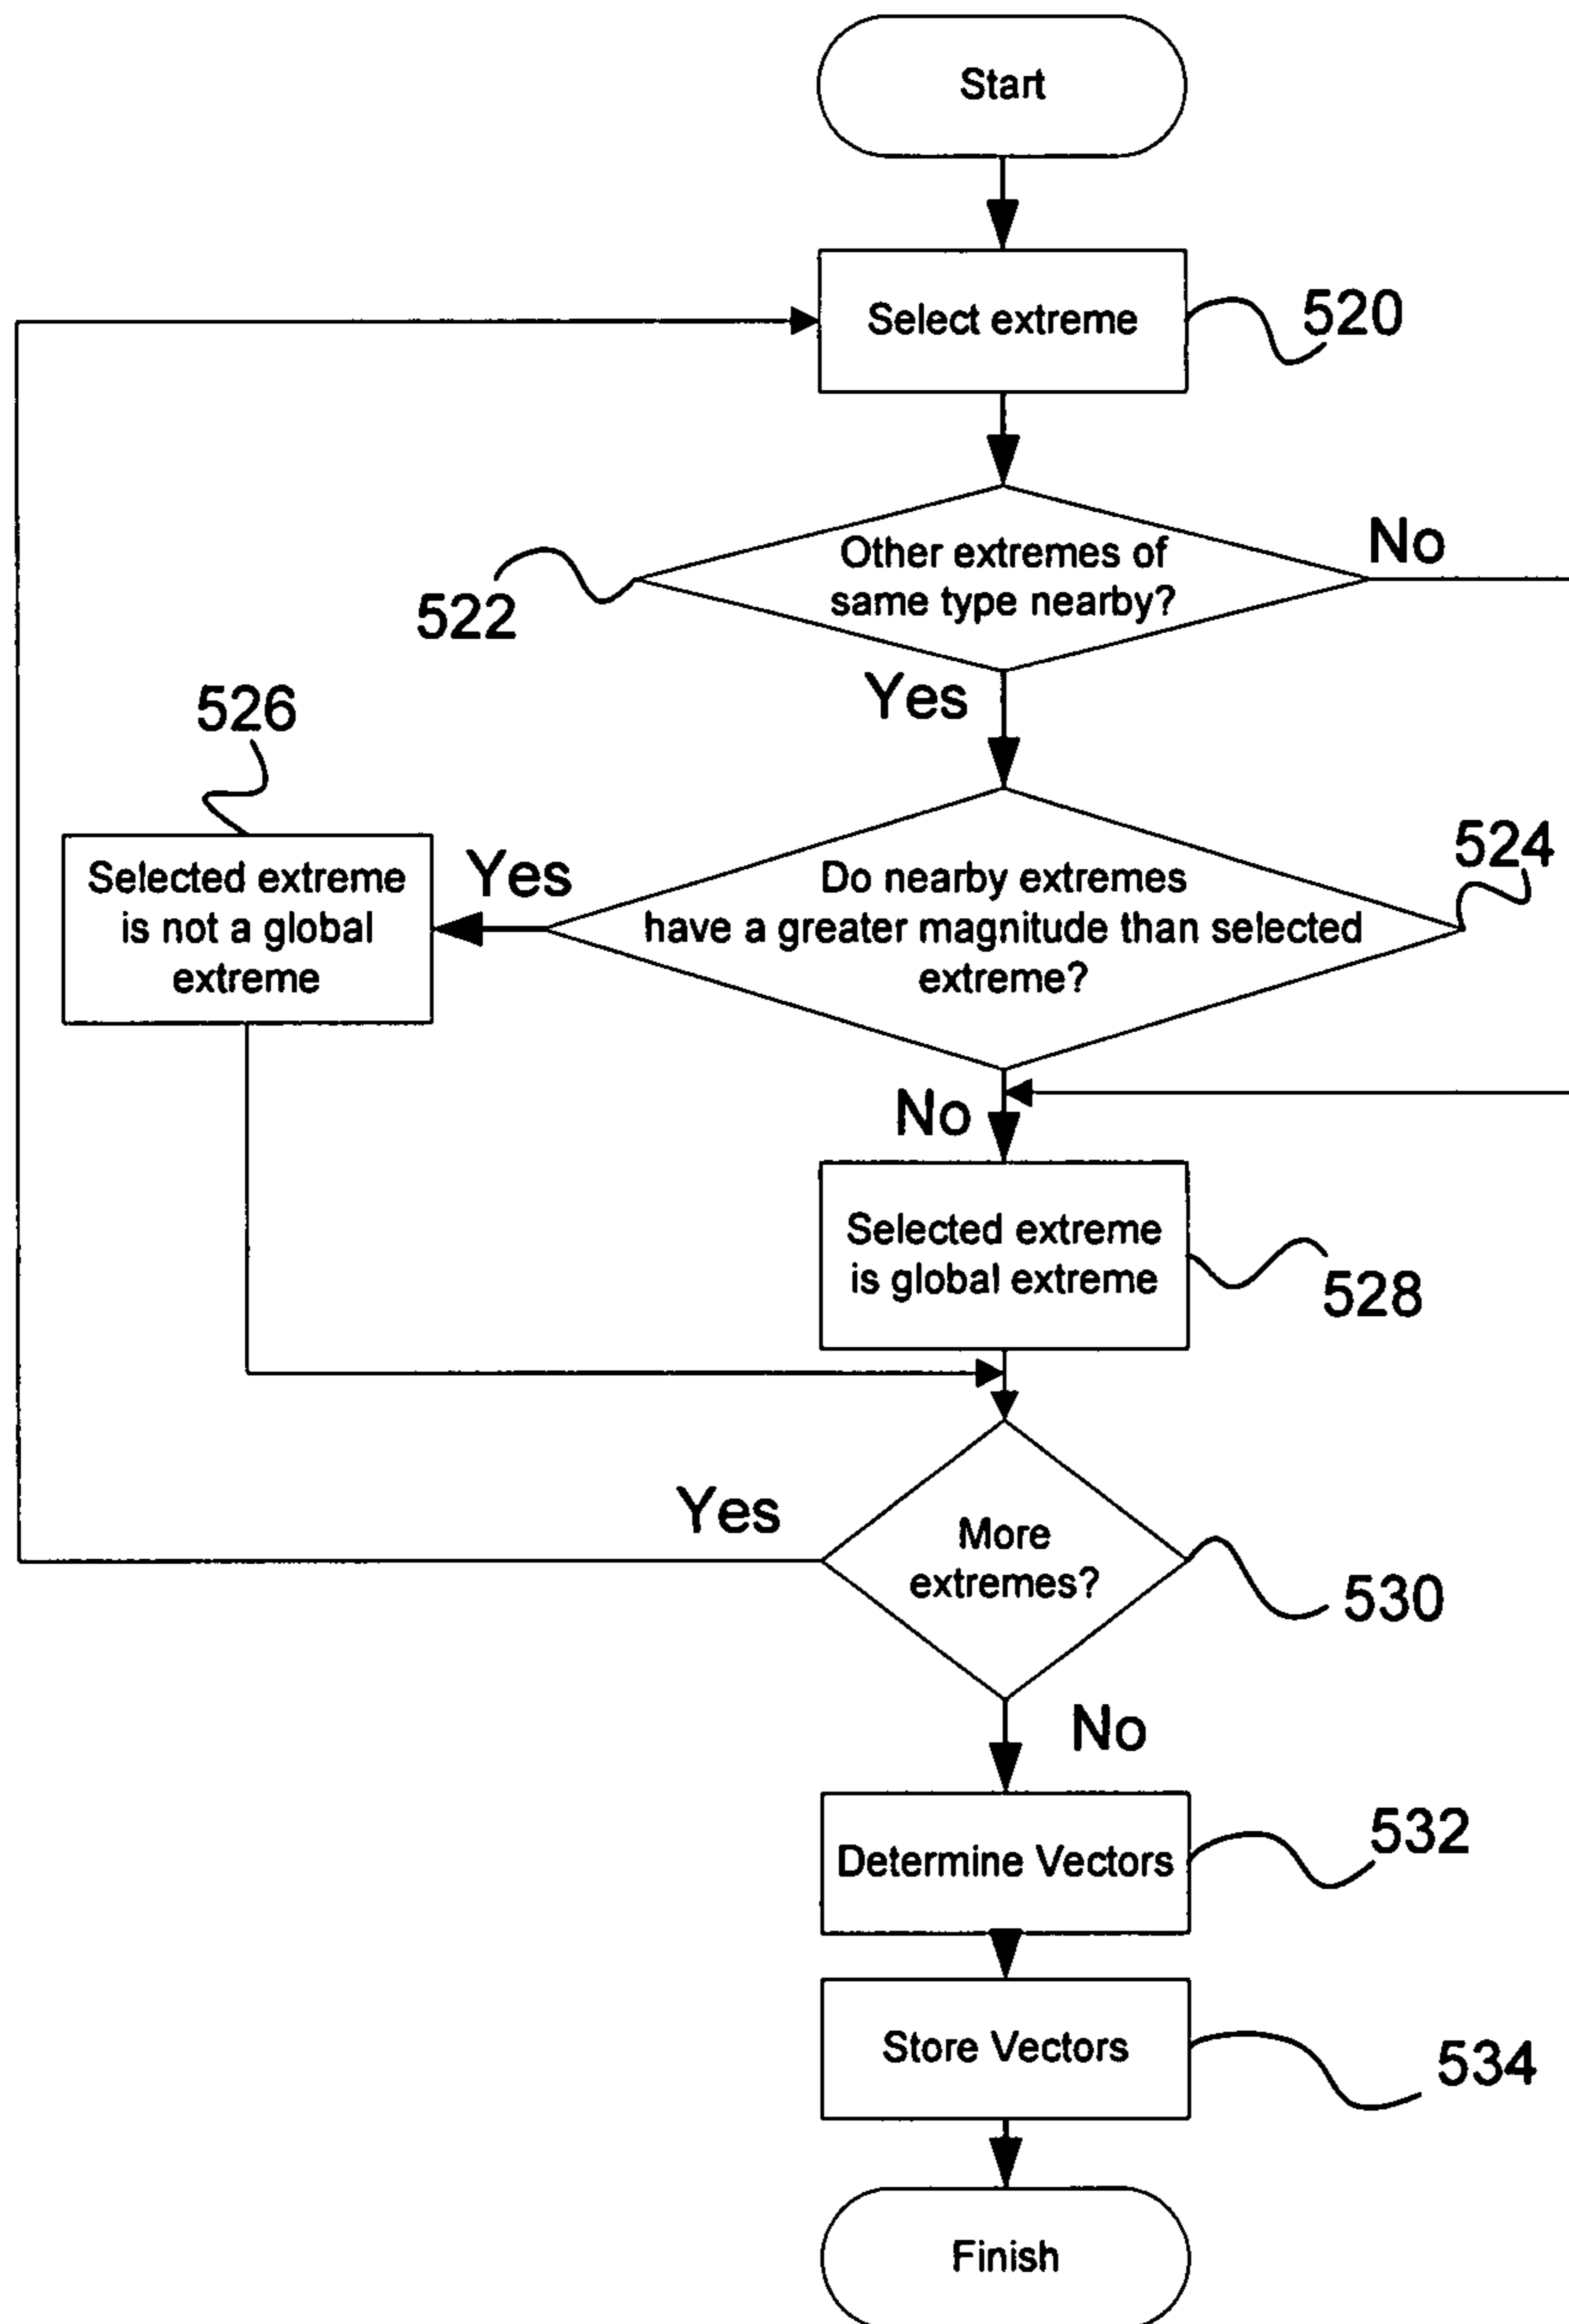 Start
Select extreme
520
Other extremes of
same type nearby?
No
522
Yes
526
Selected extreme
is not a global
extreme
Yes
Do nearby extremes
have a greater magnitude than selected
extreme?
524
No
Selected extreme
is global extreme
528
Yes
More
extremes?
530
No
Determine Vectors
532
Store Vectors
534
Finish